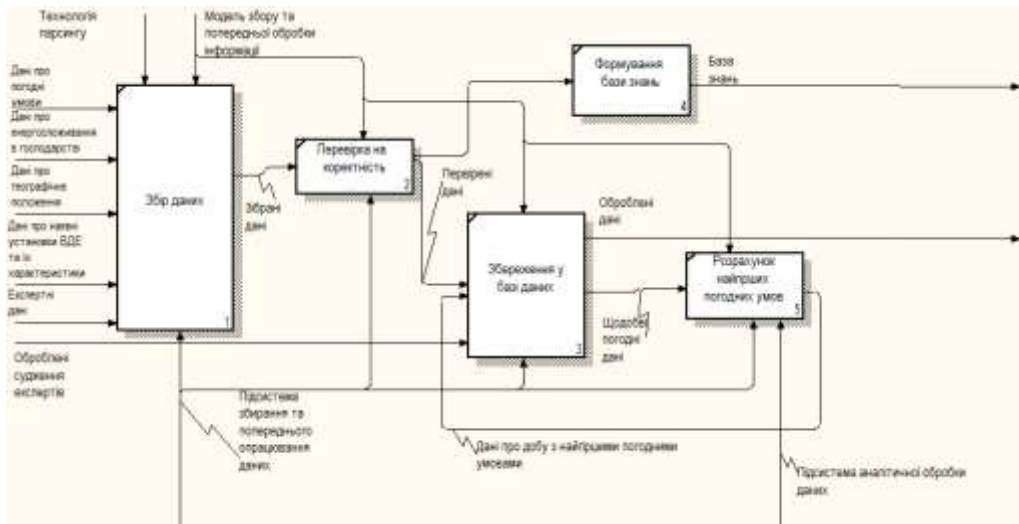 Технологія
парсингу
Модель збору та
попередньої обробки
інформації
Дані про
погодні
умови
Дані про
енергоспоживання
в господарстві
Дані про
географічне
положення
Дані про наявні
установки ВДЕ
та їх
характеристики
Експертні
дані
Оброблені
судження
експертів
Збір даних
1
Зібрані
дані
Перевірка на
коректність
2
Перевірені
дані
Формування
бази знань
4
База
знань
Оброблені
дані
Збереження у
базі даних
3
Щодобові
погодні
дані
Розрахунок
найгірших
погодних умов
5
Підсистема
збирання та
попереднього
опрацювання
даних
Дані про добу з найгіршими погодними
умовами
Підсистема аналітичної обробки
даних